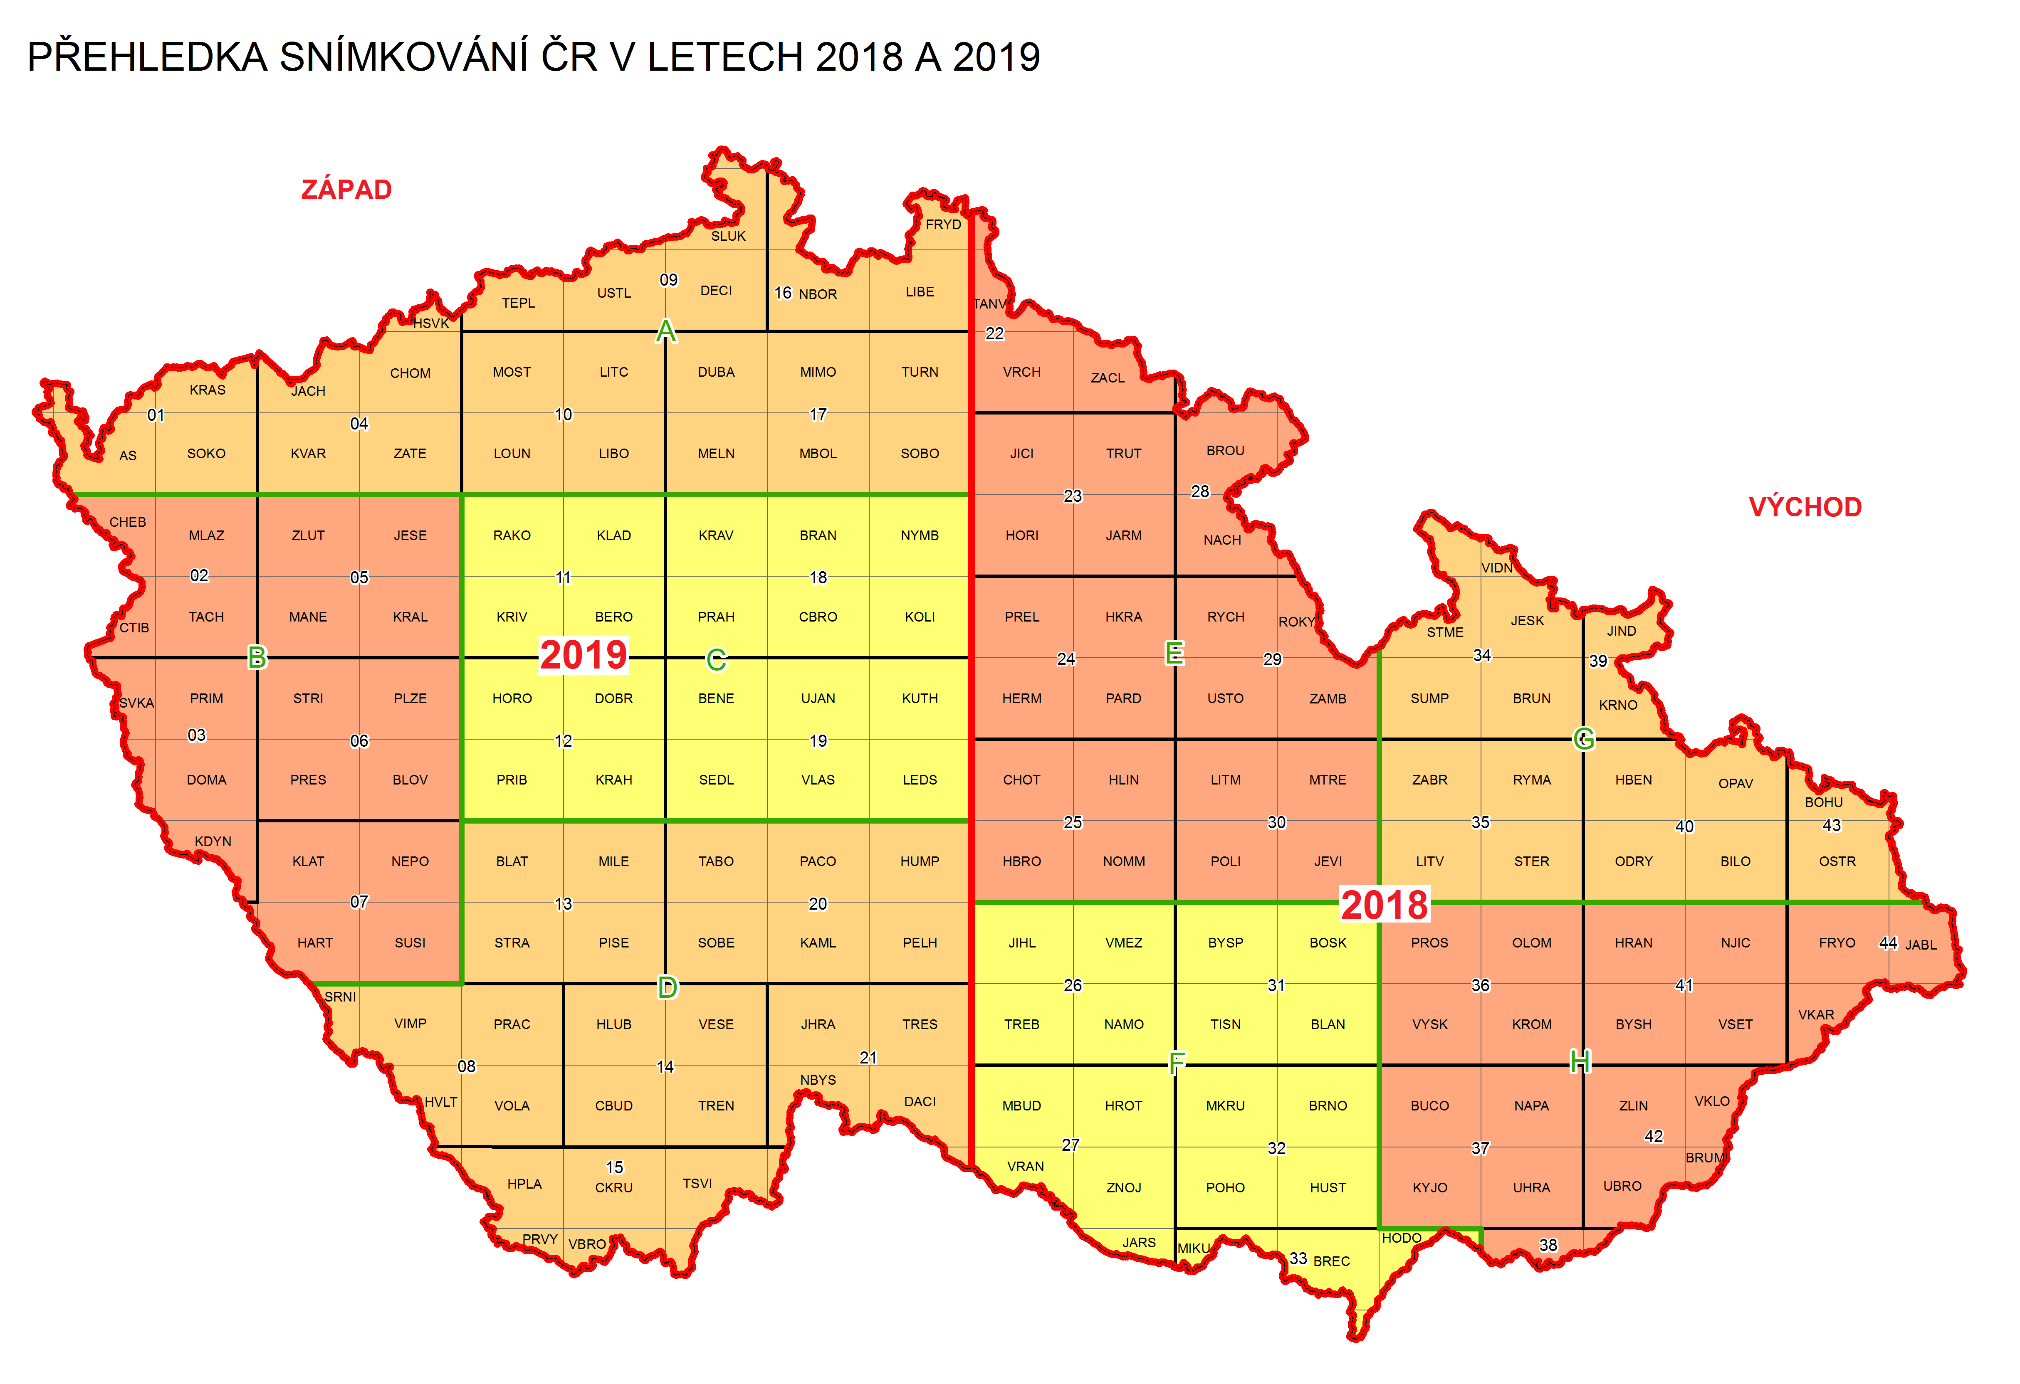 PŘEHLEDKA SNÍMKOVÁNÍ ČR V LETECH 2018 A 2019
ZÁPAD
FRYD
SLUK
09 DECI 16 NBOR LIBE
TEPL USTL TANV
HSVK A 22
KRAS JACH CHOM MOST LITC DUBA MIMO TURN VRCH ZACL
01 04 10 17
AS SOKO KVAR ZATE LOUN LIBO MELN MBOL SOBO JICI TRUT BROU
23 28 VÝCHOD
CHEB MLAZ ZLUT JESE RAKO KLAD KRAV BRAN NYMB HORI JARM NACH
02 05 11 18 VIDN
CTIB TACH MANE KRAL KRIV BERO PRAH CBRO KOLI PREL HKRA RYCH ROKY STME JESK JIND
B 2019 C 24 E 29 34 39
SVKA PRIM STRI PLZE HORO DOBR BENE UJAN KUTH HERM PARD USTO ZAMB SUMP BRUN KRNO
03 06 12 19 G
DOMA PRES BLOV PRIB KRAH SEDL VLAS LEDS CHOT HLIN LITM MTRE ZABR RYMA HBEN OPAV BOHU
25 30 35 40 43
KDYN KLAT NEPO BLAT MILE TABO PACO HUMP HBRO NOMM POLI JEVI LITV STER ODRY BILO OSTR
07 13 20 2018
HART SUSI STRA PISE SOBE KAML PELH JIHL VMEZ BYSP BOSK PROS OLOM HRAN NJIC FRYO 44 JABL
D 26 31 36 41
SRNI VIMP PRAC HLUB VESE JHRA TRES TREB NAMO TISN BLAN VYSK KROM BYSH VSET VKAR
08 14 21 F H
HVLT VOLA CBUD TREN NBYS DACI MBUD HROT MKRU BRNO BUCO NAPA ZLIN VKLO
27 32 37 42
15 VRAN BRUM
HPLA CKRU TSVI ZNOJ POHO HUST KYJO UHRA UBRO
PRVY VBRO JARS MIKU 33 BREC HODO 38